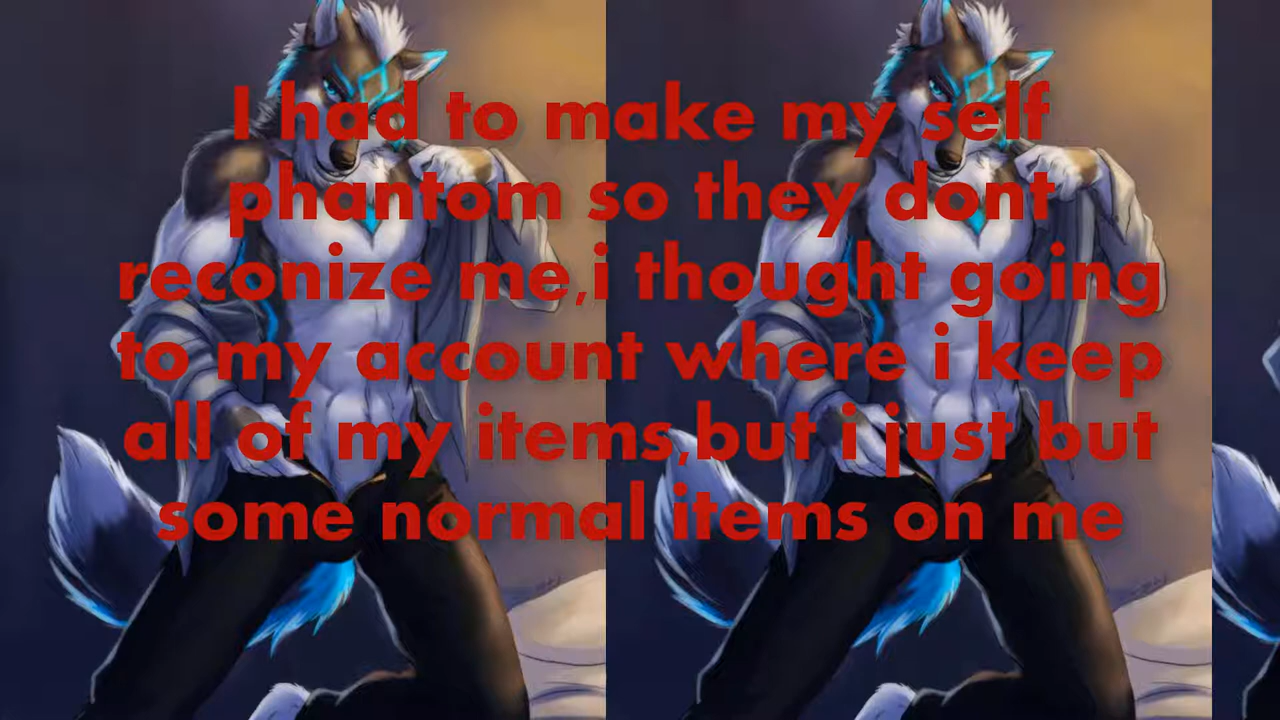 I had to make my self
phantom so they dont
reconize me,i thought going
to my account where i keep
all of my items,but i just but
some normal items on me